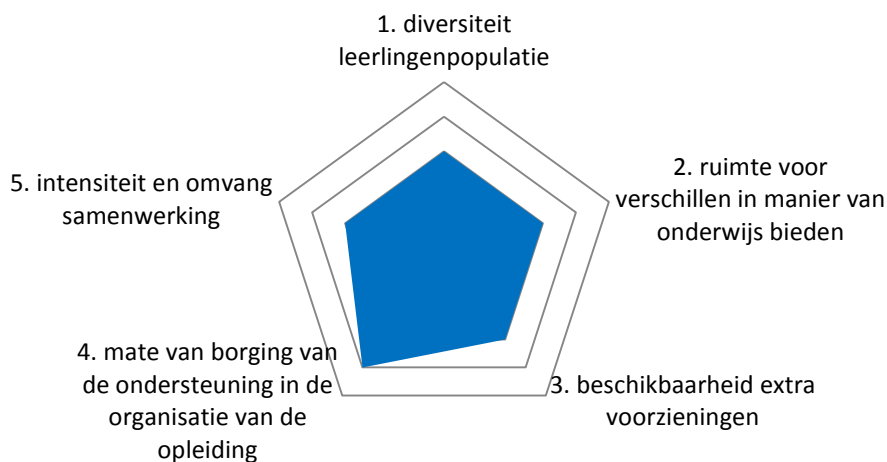 1. diversiteit
leerlingenpopulatie
2. ruimte voor
verschillen in manier van
onderwijs bieden
3. beschikbaarheid extra
voorzieningen
4. mate van borging van
de ondersteuning in de
organisatie van de
opleiding
5. intensiteit en omvang
samenwerking